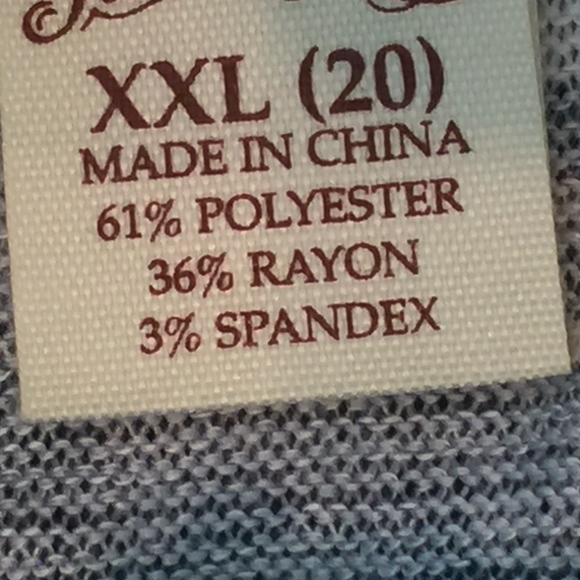 XXL (20)
MADE IN CHINA
61% POLYESTER
36% RAYON
3% SPANDEX